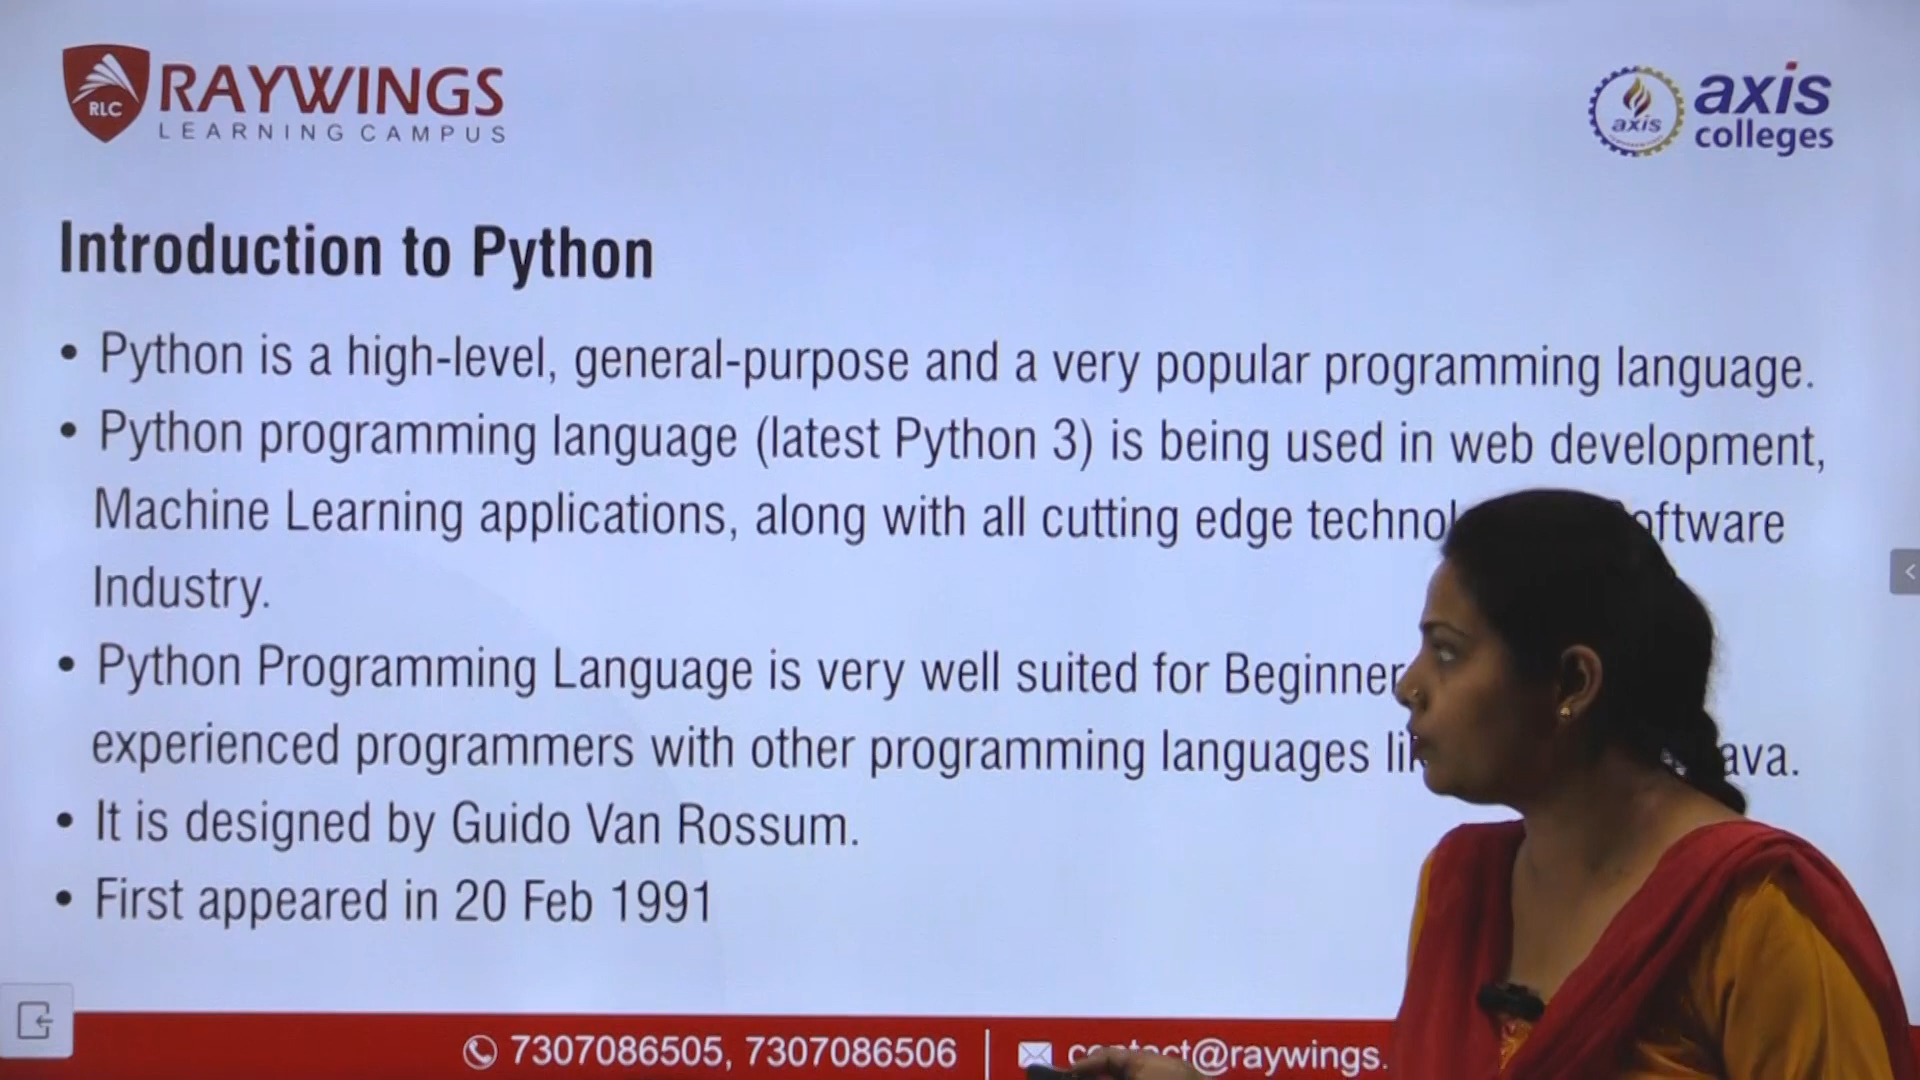 RLC
RAYWINGS
LEARNING CAMPUS
axis
axis
colleges
Introduction to Python
• Python is a high-level, general-purpose and a very popular programming language.
• Python programming language (latest Python 3) is being used in web development,
Machine Learning applications, along with all cutting edge
Industry.
• Python Programming Language is very well suited for
experienced programmers with other programming languages
• It is designed by Guido Van Rossum.
• First appeared in 20 Feb 1991
7307086505, 7307086506